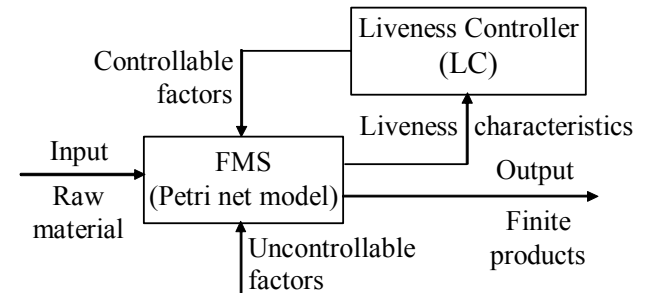 Liveness Controller
(LC)
Controllable
factors
Liveness characteristics
Input
Raw
material
FMS
(Petri net model)
Output
Finite
products
Uncontrollable
factors